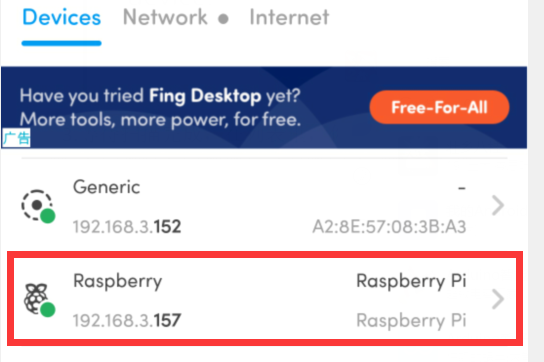 Devices Network Internet
Have you tried Fing Desktop yet?
More tools, more power, for free.
Free-For-All
广告
Generic -
192.168.3.152 A2:8E:57:08:3B:A3
Raspberry Raspberry Pi
192.168.3.157 Raspberry Pi